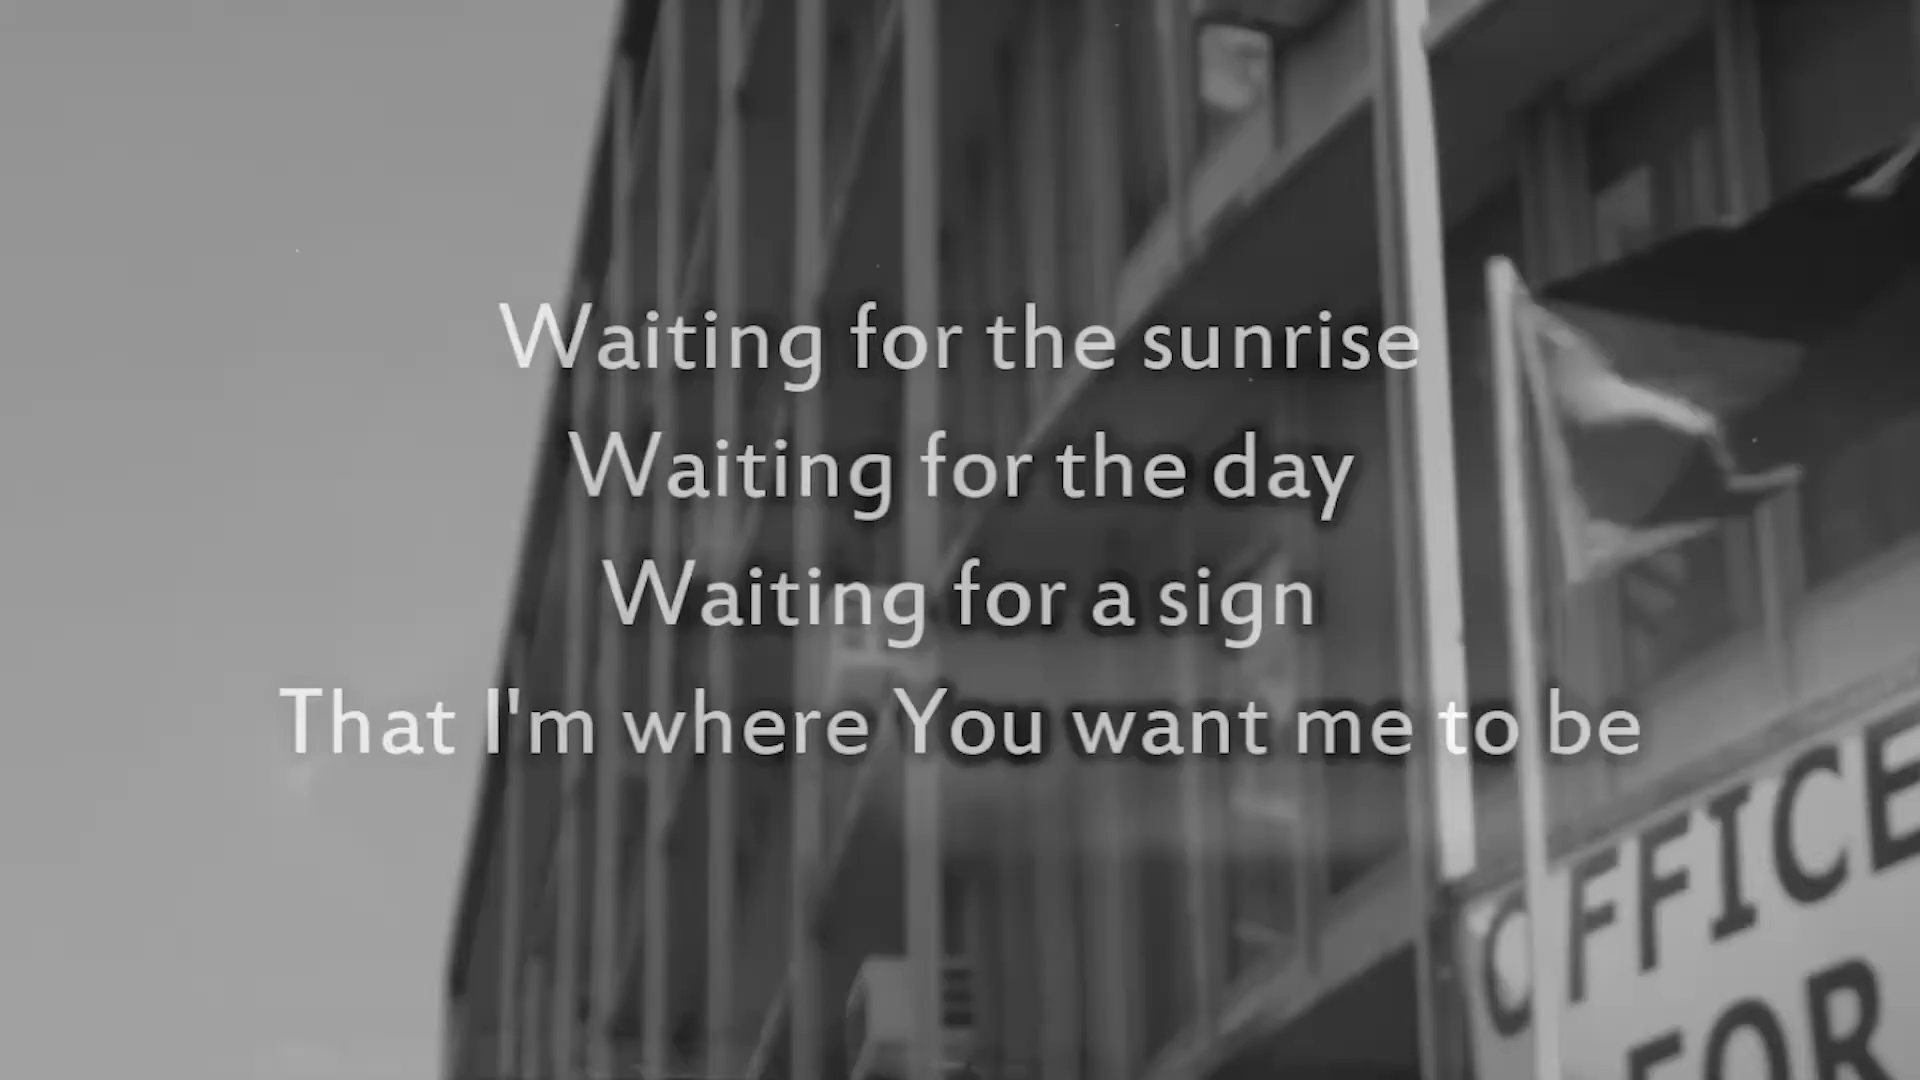 Waiting for the sunrise
Waiting for the day
Waiting for a sign
That I'm where You want me to be
OFFICE
FOR